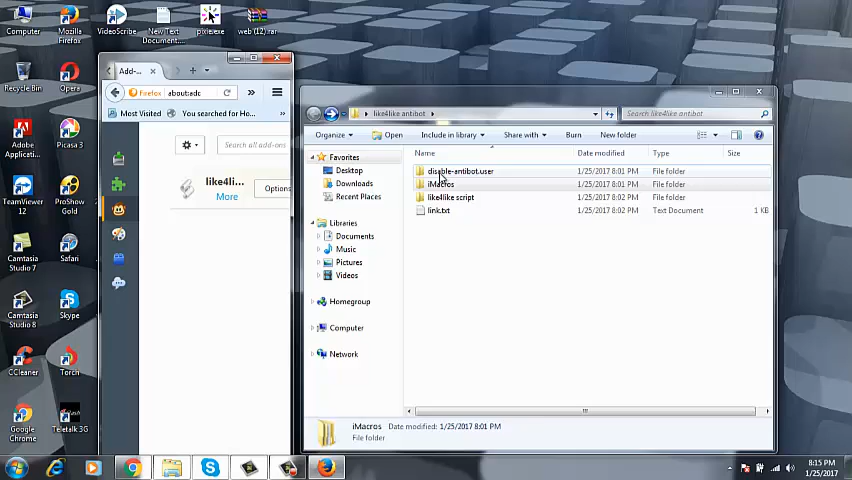 Computer
Mozilla Firefox
VideoScribe
New Text Document....
pixie.exe
web (12).rar
Recycle Bin
Opera
Adobe Applicati...
Picasa 3
TeamViewer 12
ProShow Gold
Camtasia Studio 7
Safari
Camtasia Studio 8
Skype
CCleaner
Torch
Google Chrome
Teletalk 3G
Add-...
Firefox
about:adc
Most Visited
You searched for Ho...
Search all add-ons
like4li...
More
Options
like4like antibot
Search like4like antibot
Organize
Open
Include in library
Share with
Burn
New folder
Name
Date modified
Type
Size
Favorites
Desktop
Downloads
Recent Places
Libraries
Documents
Music
Pictures
Videos
Homegroup
Computer
Network
disable-antibot.user 1/25/2017 8:01 PM File folder
iMacros 1/25/2017 8:01 PM File folder
like4like script 1/25/2017 8:02 PM File folder
link.txt 1/25/2017 8:02 PM Text Document 1 KB
iMacros Date modified: 1/25/2017 8:01 PM
File folder
8:15 PM
1/25/2017